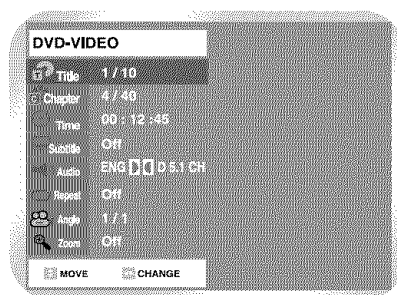 DVD-VIDEO
Title 1 / 10
Chapter 4 / 40
Time 00 : 12 :45
Subtitle Off
Audio ENG D 5.1 CH
Repeat Off
Angle 1 / 1
Zoom Off
MOVE CHANGE